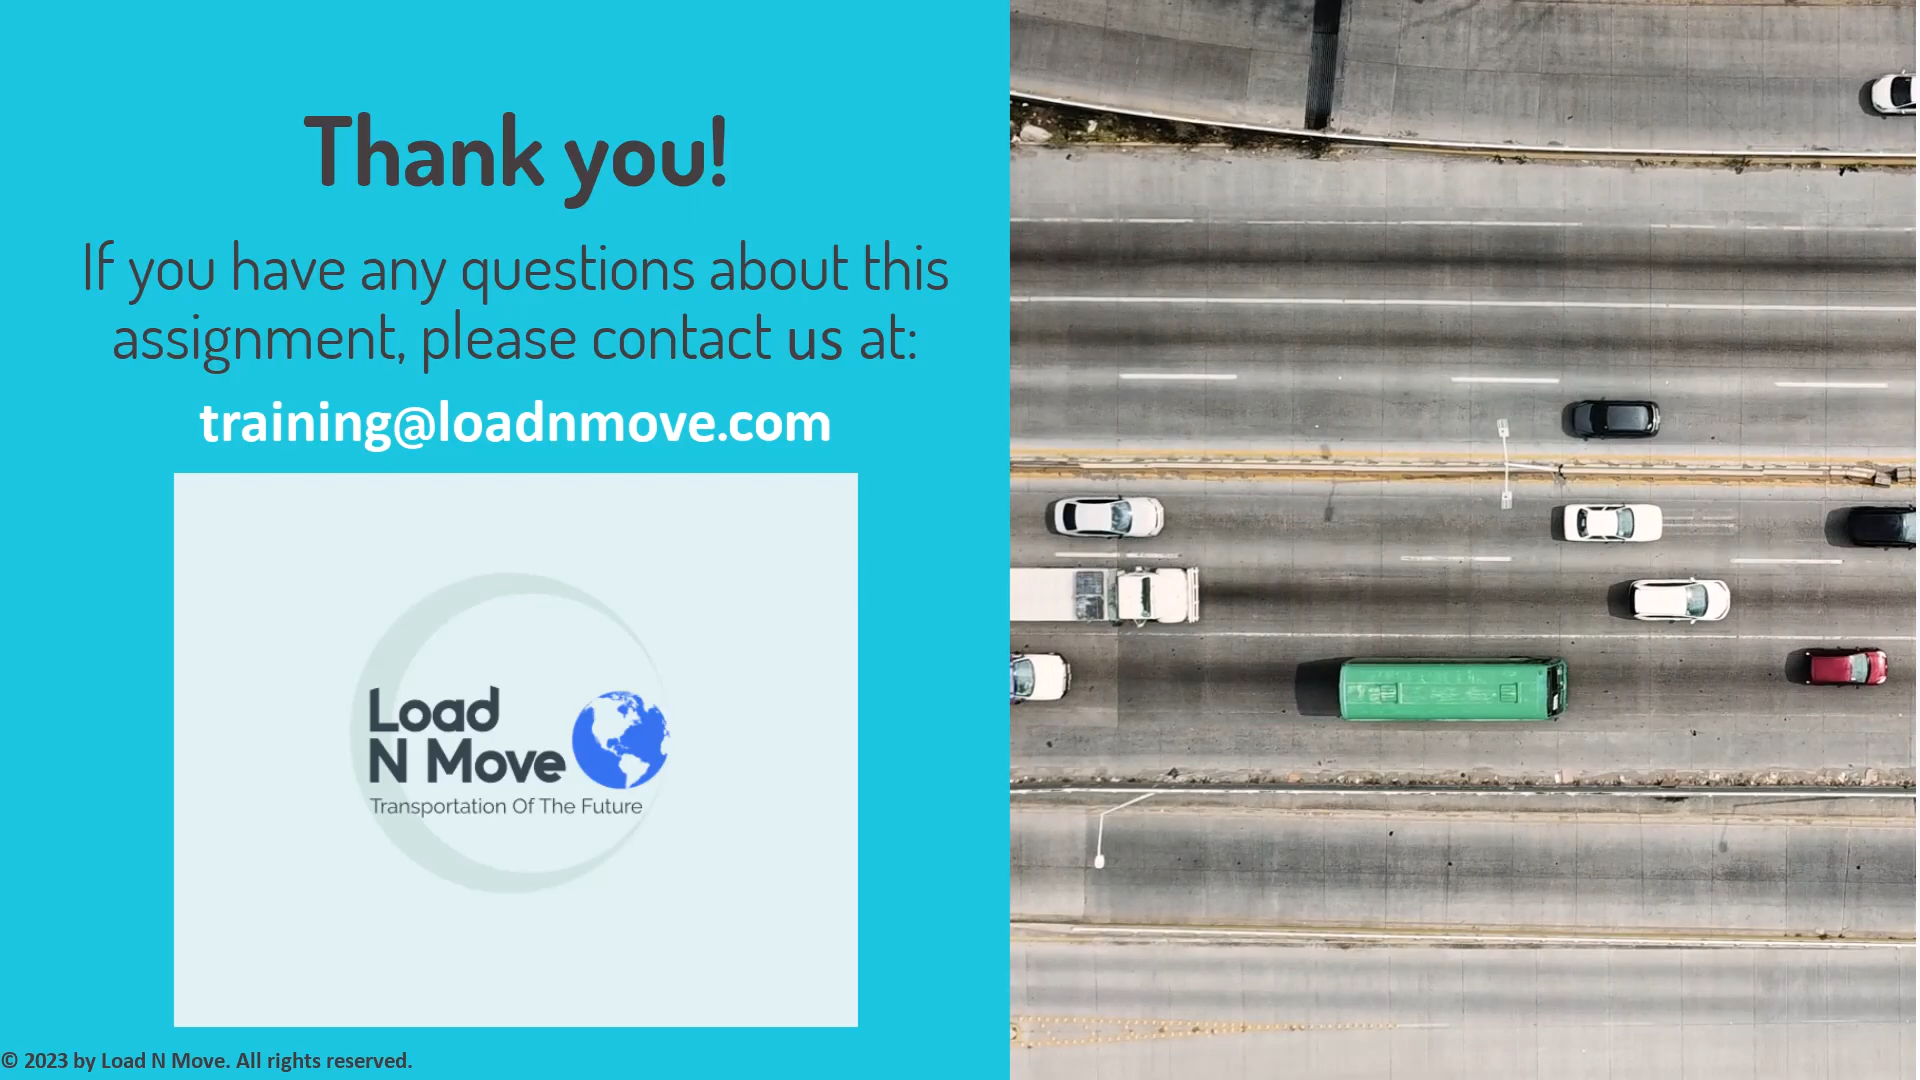 Thank you!
If you have any questions about this
assignment, please contact us at:
training@loadnmove.com
Load
N Move
Transportation Of The Future
© 2023 by Load N Move. All rights reserved.